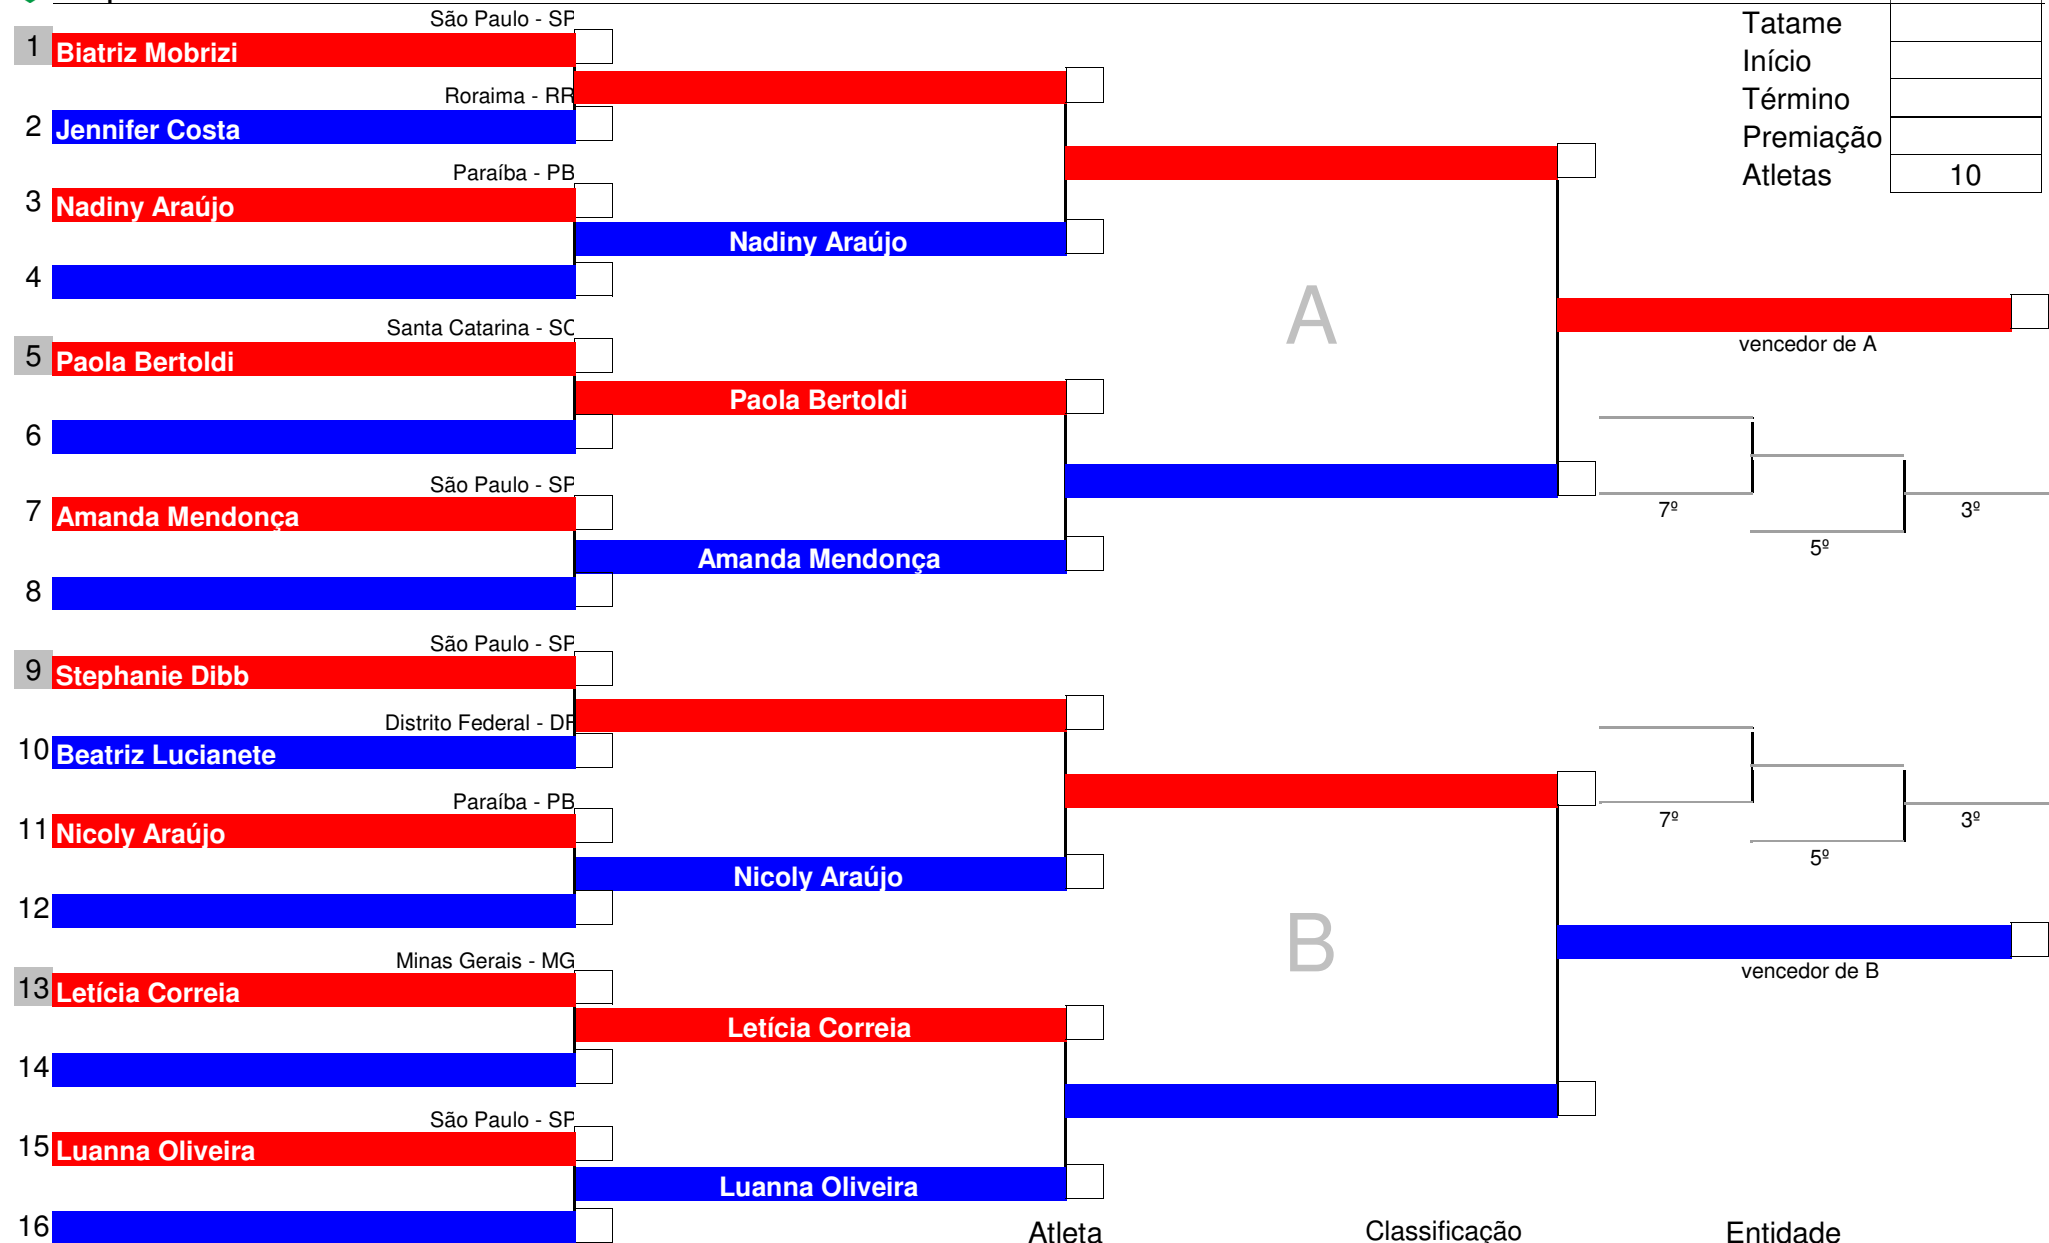 São Paulo - SP
1 Biatriz Mobrizi
Roraima - RR
2 Jennifer Costa
Paraíba - PB
3 Nadiny Araújo
Nadiny Araújo
4
Santa Catarina - SC
5 Paola Bertoldi
Paola Bertoldi
6
São Paulo - SP
7 Amanda Mendonça
Amanda Mendonça
8
São Paulo - SP
9 Stephanie Dibb
Distrito Federal - DF
10 Beatriz Lucianete
Paraíba - PB
11 Nicoly Araújo
Nicoly Araújo
12
Minas Gerais - MG
13 Letícia Correia
Letícia Correia
14
São Paulo - SP
15 Luanna Oliveira
Luanna Oliveira
16
A
B
Tatame
Início
Término
Premiação
Atletas 10
vencedor de A
7º
5º
3º
7º
5º
3º
vencedor de B
Atleta Classificação Entidade